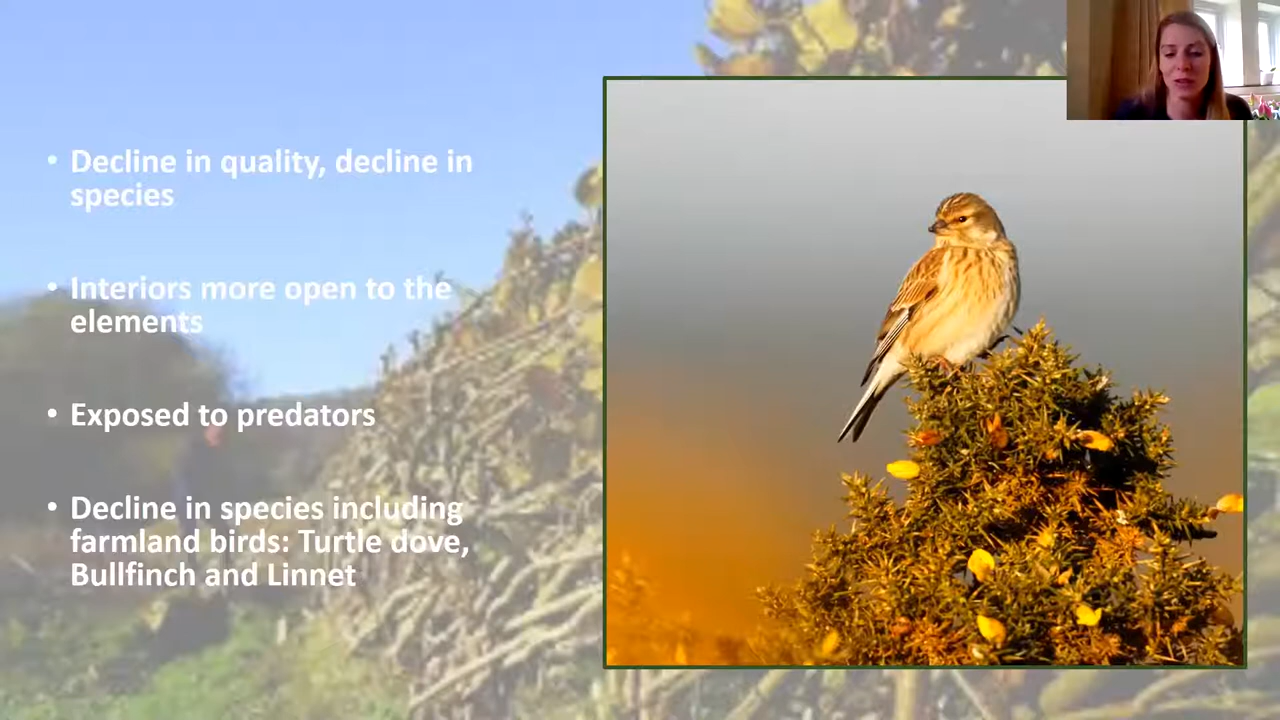 • Decline in quality, decline in
species
• Interiors more open to the
elements
• Exposed to predators
• Decline in species including
farmland birds: Turtle dove,
Bullfinch and Linnet